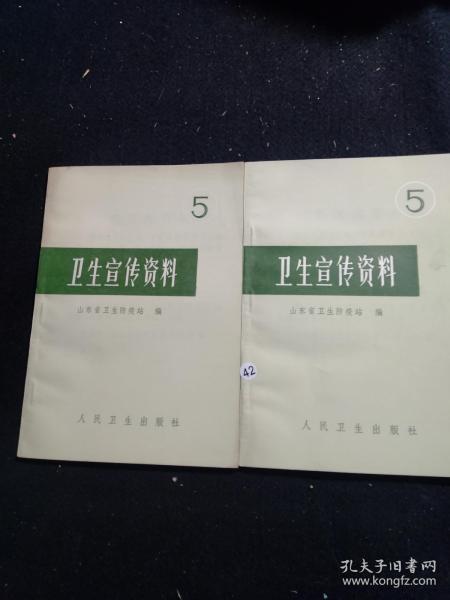 5
卫生宣传资料
山东省卫生防疫站 编
人民卫生出版社
5
卫生宣传资料
山东省卫生防疫站 编
42
人民卫生出版社
孔夫子旧书网
www.kongfz.com